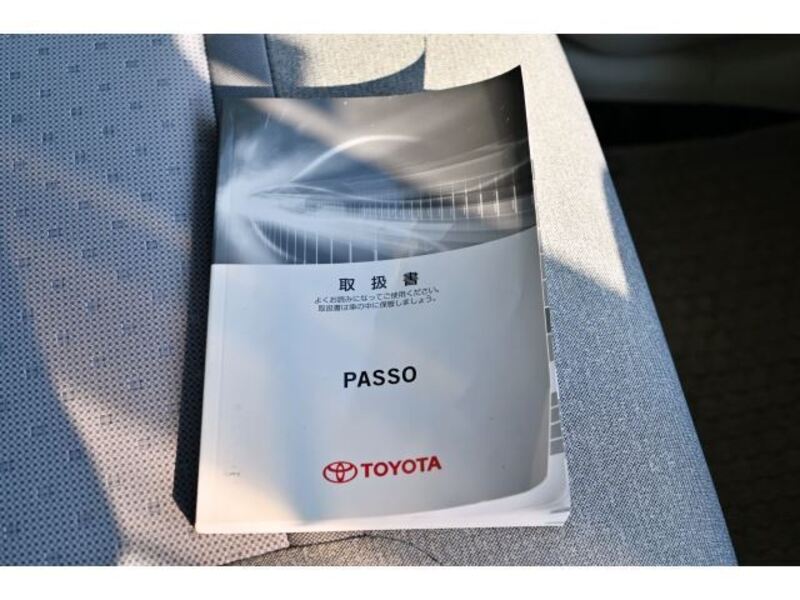 取扱書
よくお読みになってご使用ください。
取扱書は車の中に保管しましょう。
PASSO
TOYOTA